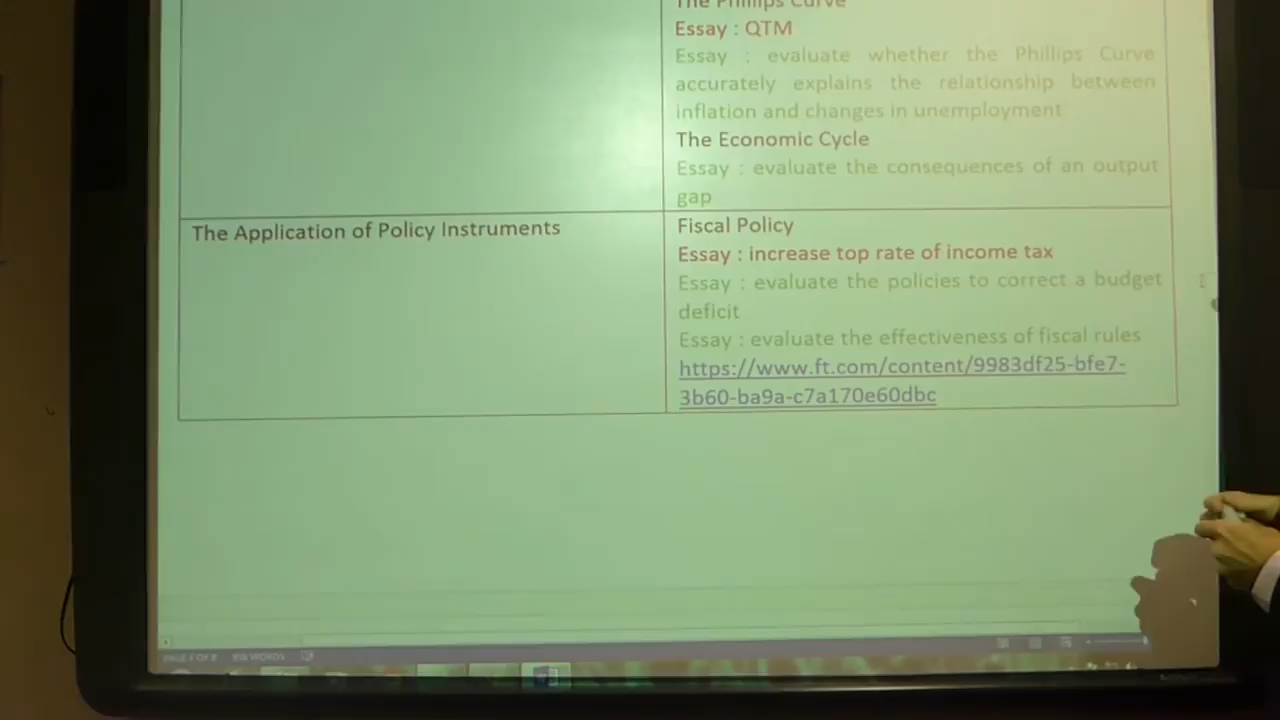 The Phillips Curve
Essay : QTM
Essay : evaluate whether the Phillips Curve
accurately explains the relationship between
inflation and changes in unemployment
The Economic Cycle
Essay : evaluate the consequences of an output
gap
The Application of Policy Instruments
Fiscal Policy
Essay : increase top rate of income tax
Essay : evaluate the policies to correct a budget
deficit
Essay : evaluate the effectiveness of fiscal rules
https://www.ft.com/content/9983df25-bfe7-
3b60-ba9a-c7a170e60dbc